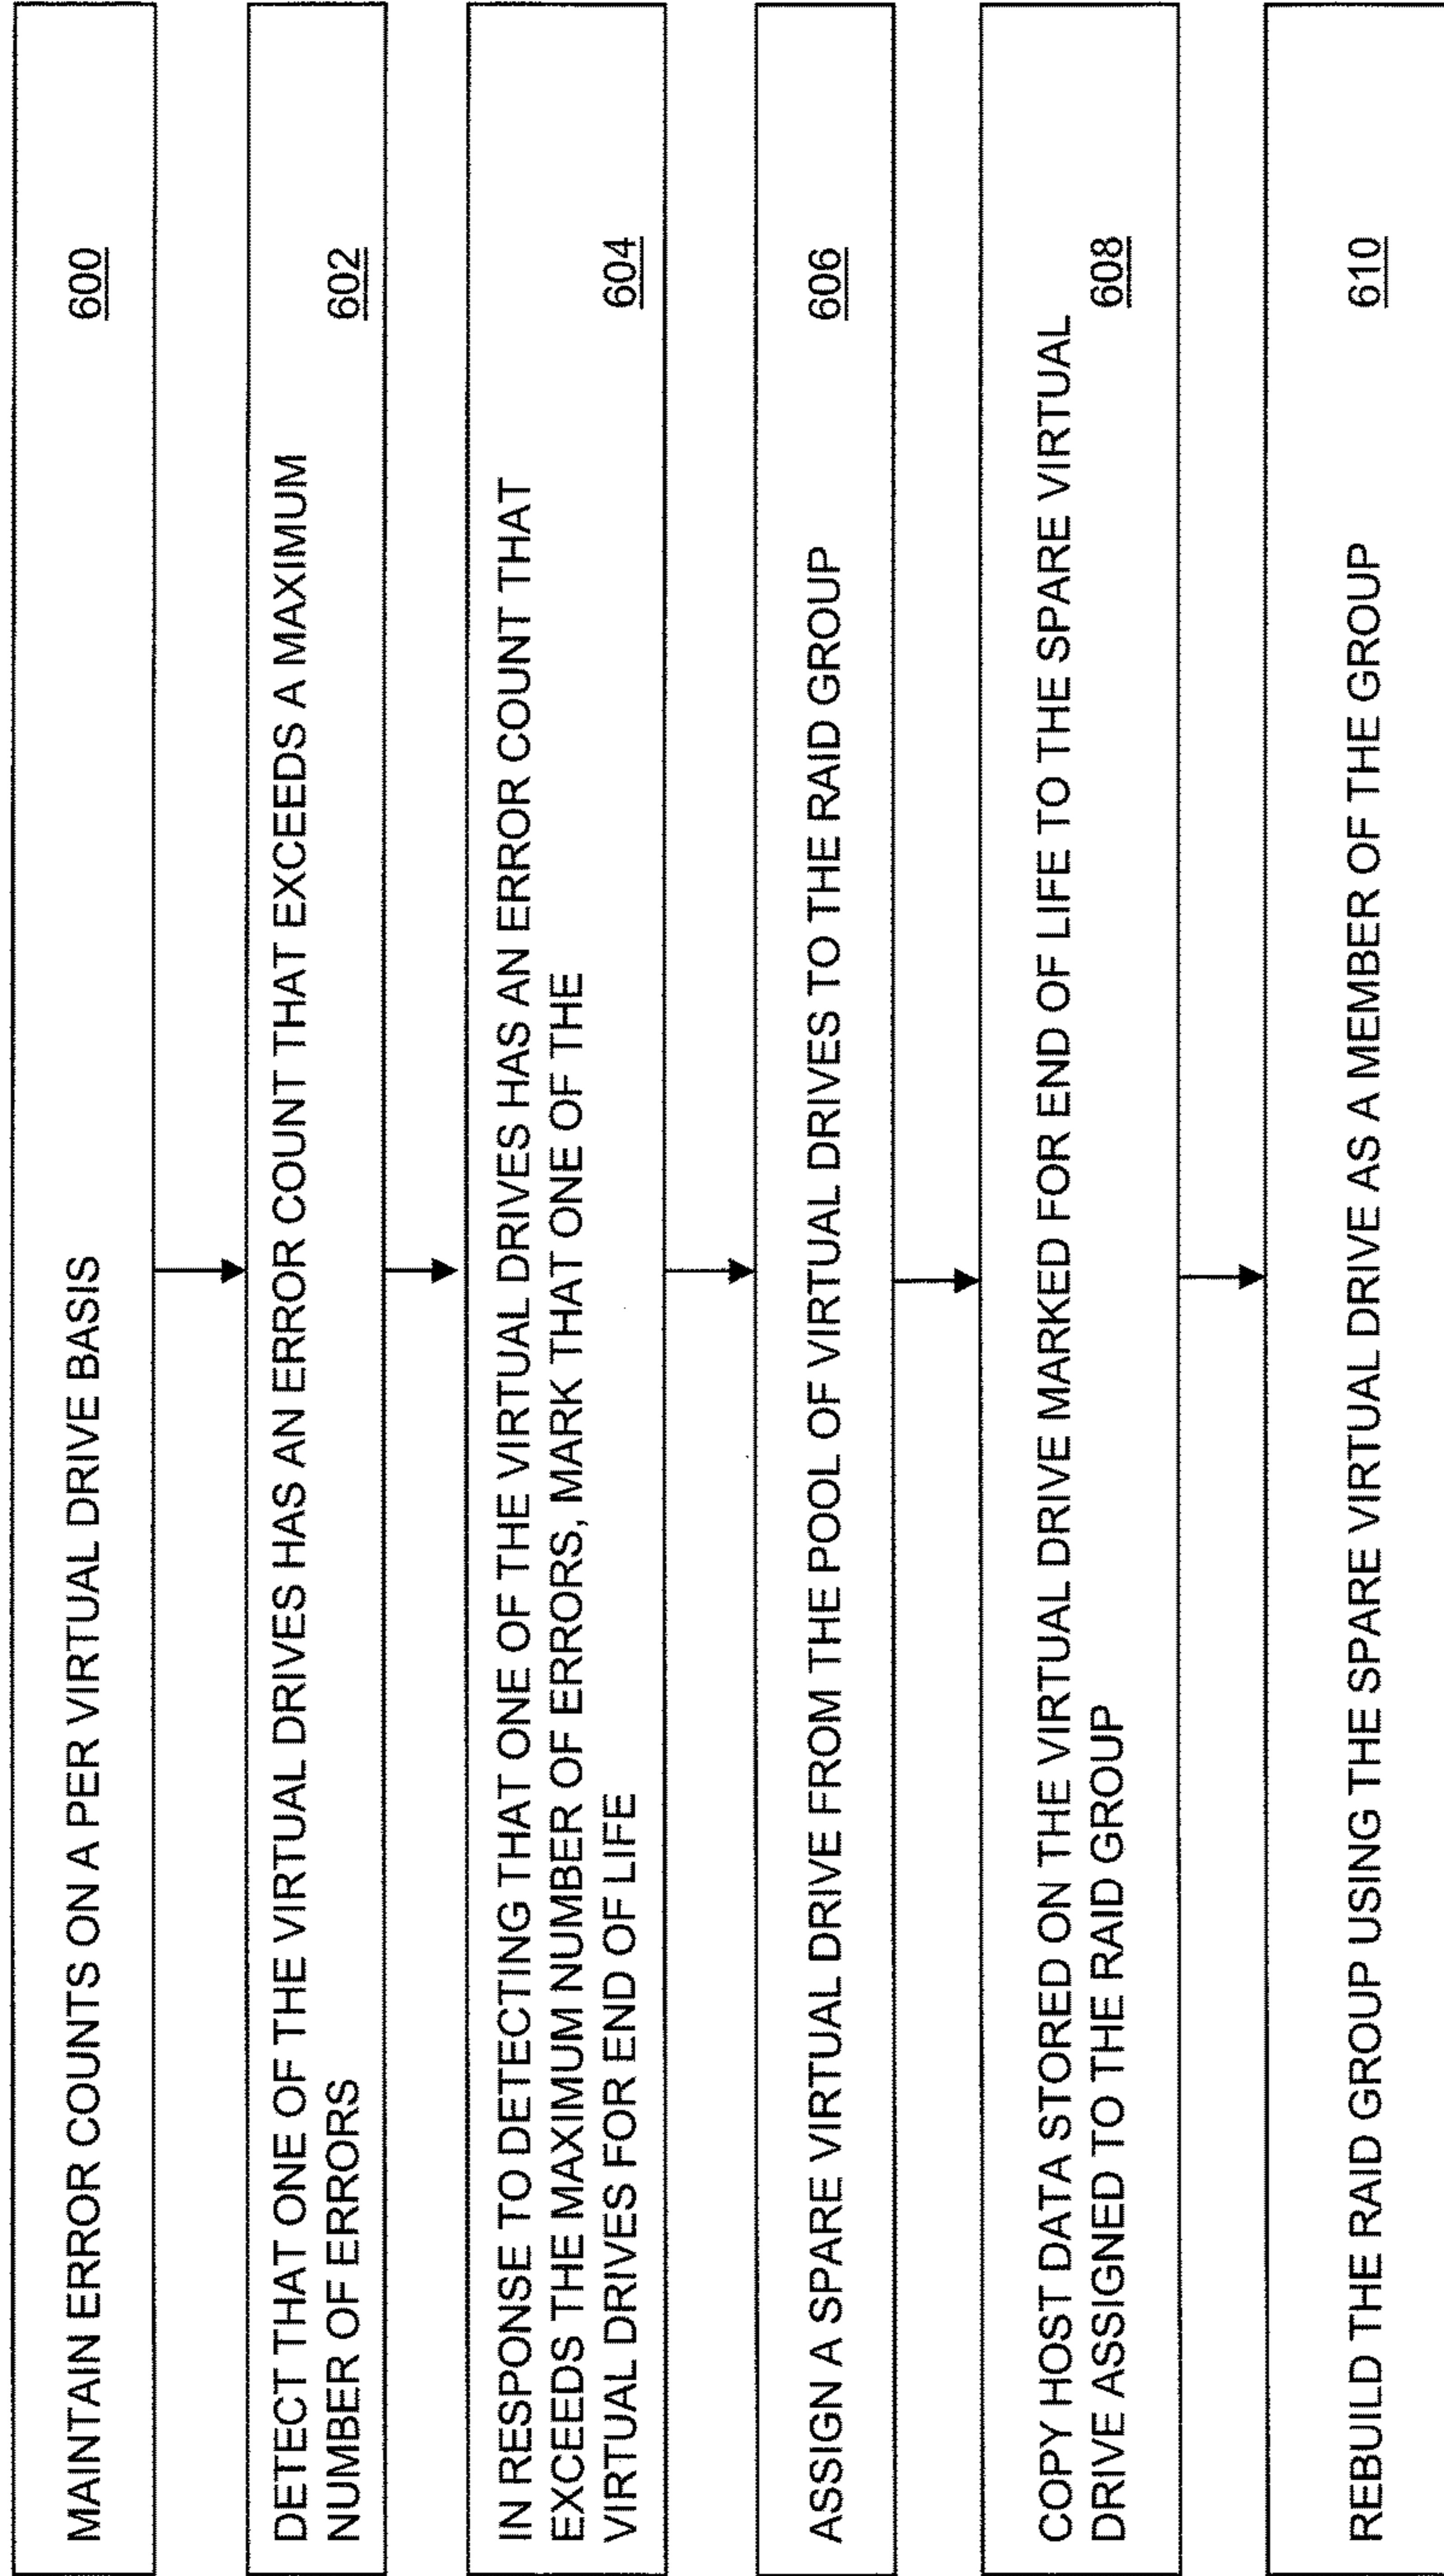 MAINTAIN ERROR COUNTS ON A PER VIRTUAL DRIVE BASIS
600
DETECT THAT ONE OF THE VIRTUAL DRIVES HAS AN ERROR COUNT THAT EXCEEDS A MAXIMUM
NUMBER OF ERRORS
602
IN RESPONSE TO DETECTING THAT ONE OF THE VIRTUAL DRIVES HAS AN ERROR COUNT THAT
EXCEEDS THE MAXIMUM NUMBER OF ERRORS, MARK THAT ONE OF THE
VIRTUAL DRIVES FOR END OF LIFE
604
ASSIGN A SPARE VIRTUAL DRIVE FROM THE POOL OF VIRTUAL DRIVES TO THE RAID GROUP
606
COPY HOST DATA STORED ON THE VIRTUAL DRIVE MARKED FOR END OF LIFE TO THE SPARE VIRTUAL
DRIVE ASSIGNED TO THE RAID GROUP
608
REBUILD THE RAID GROUP USING THE SPARE VIRTUAL DRIVE AS A MEMBER OF THE GROUP
610